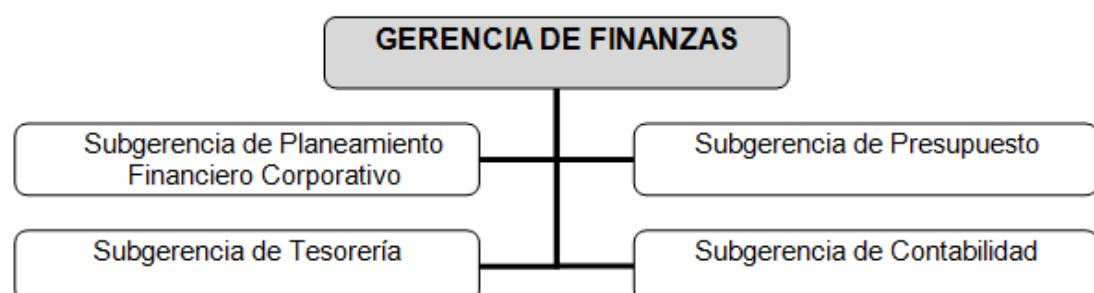 GERENCIA DE FINANZAS
Subgerencia de Planeamiento
Financiero Corporativo
Subgerencia de Presupuesto
Subgerencia de Tesorería
Subgerencia de Contabilidad